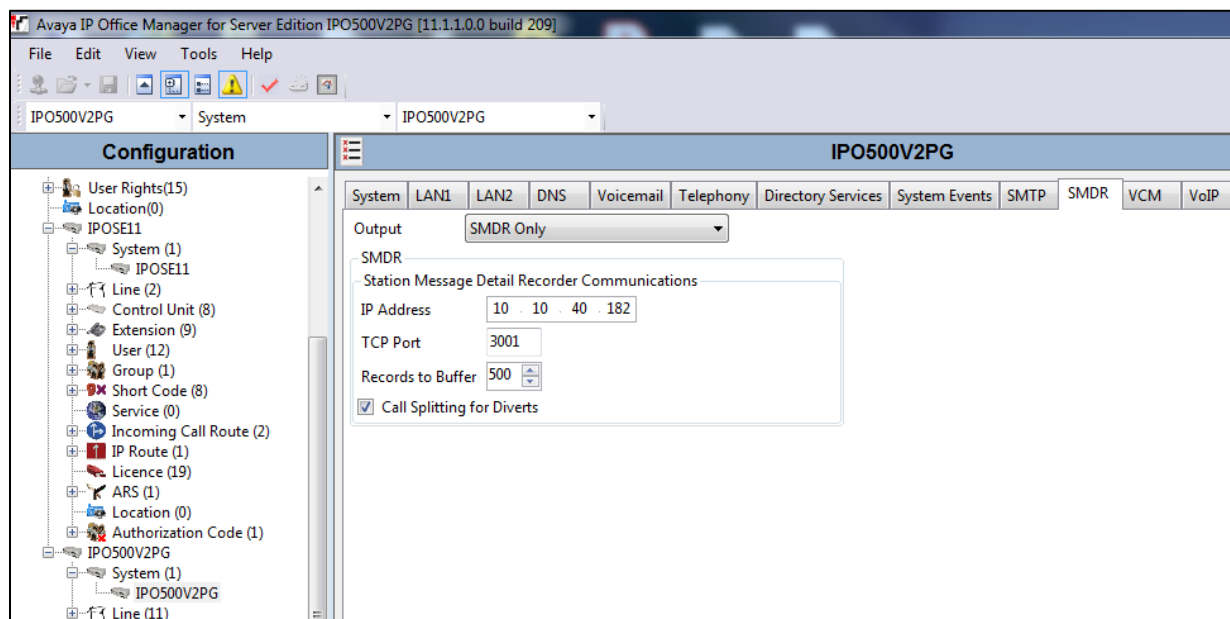 Avaya IP Office Manager for Server Edition IPO500V2PG [11.1.1.0.0 build 209]
File Edit View Tools Help
IPO500V2PG System IPO500V2PG
Configuration
IPO500V2PG
User Rights(15)
Location(0)
IPOSE11
System (1)
IPOSE11
Line (2)
Control Unit (8)
Extension (9)
User (12)
Group (1)
Short Code (8)
Service (0)
Incoming Call Route (2)
IP Route (1)
Licence (19)
ARS (1)
Location (0)
Authorization Code (1)
IPO500V2PG
System (1)
IPO500V2PG
Line (11)
System LAN1 LAN2 DNS Voicemail Telephony Directory Services System Events SMTP SMDR VCM VoIP
Output SMDR Only
SMDR
Station Message Detail Recorder Communications
IP Address 10 . 10 . 40 . 182
TCP Port 3001
Records to Buffer 500
Call Splitting for Diverts